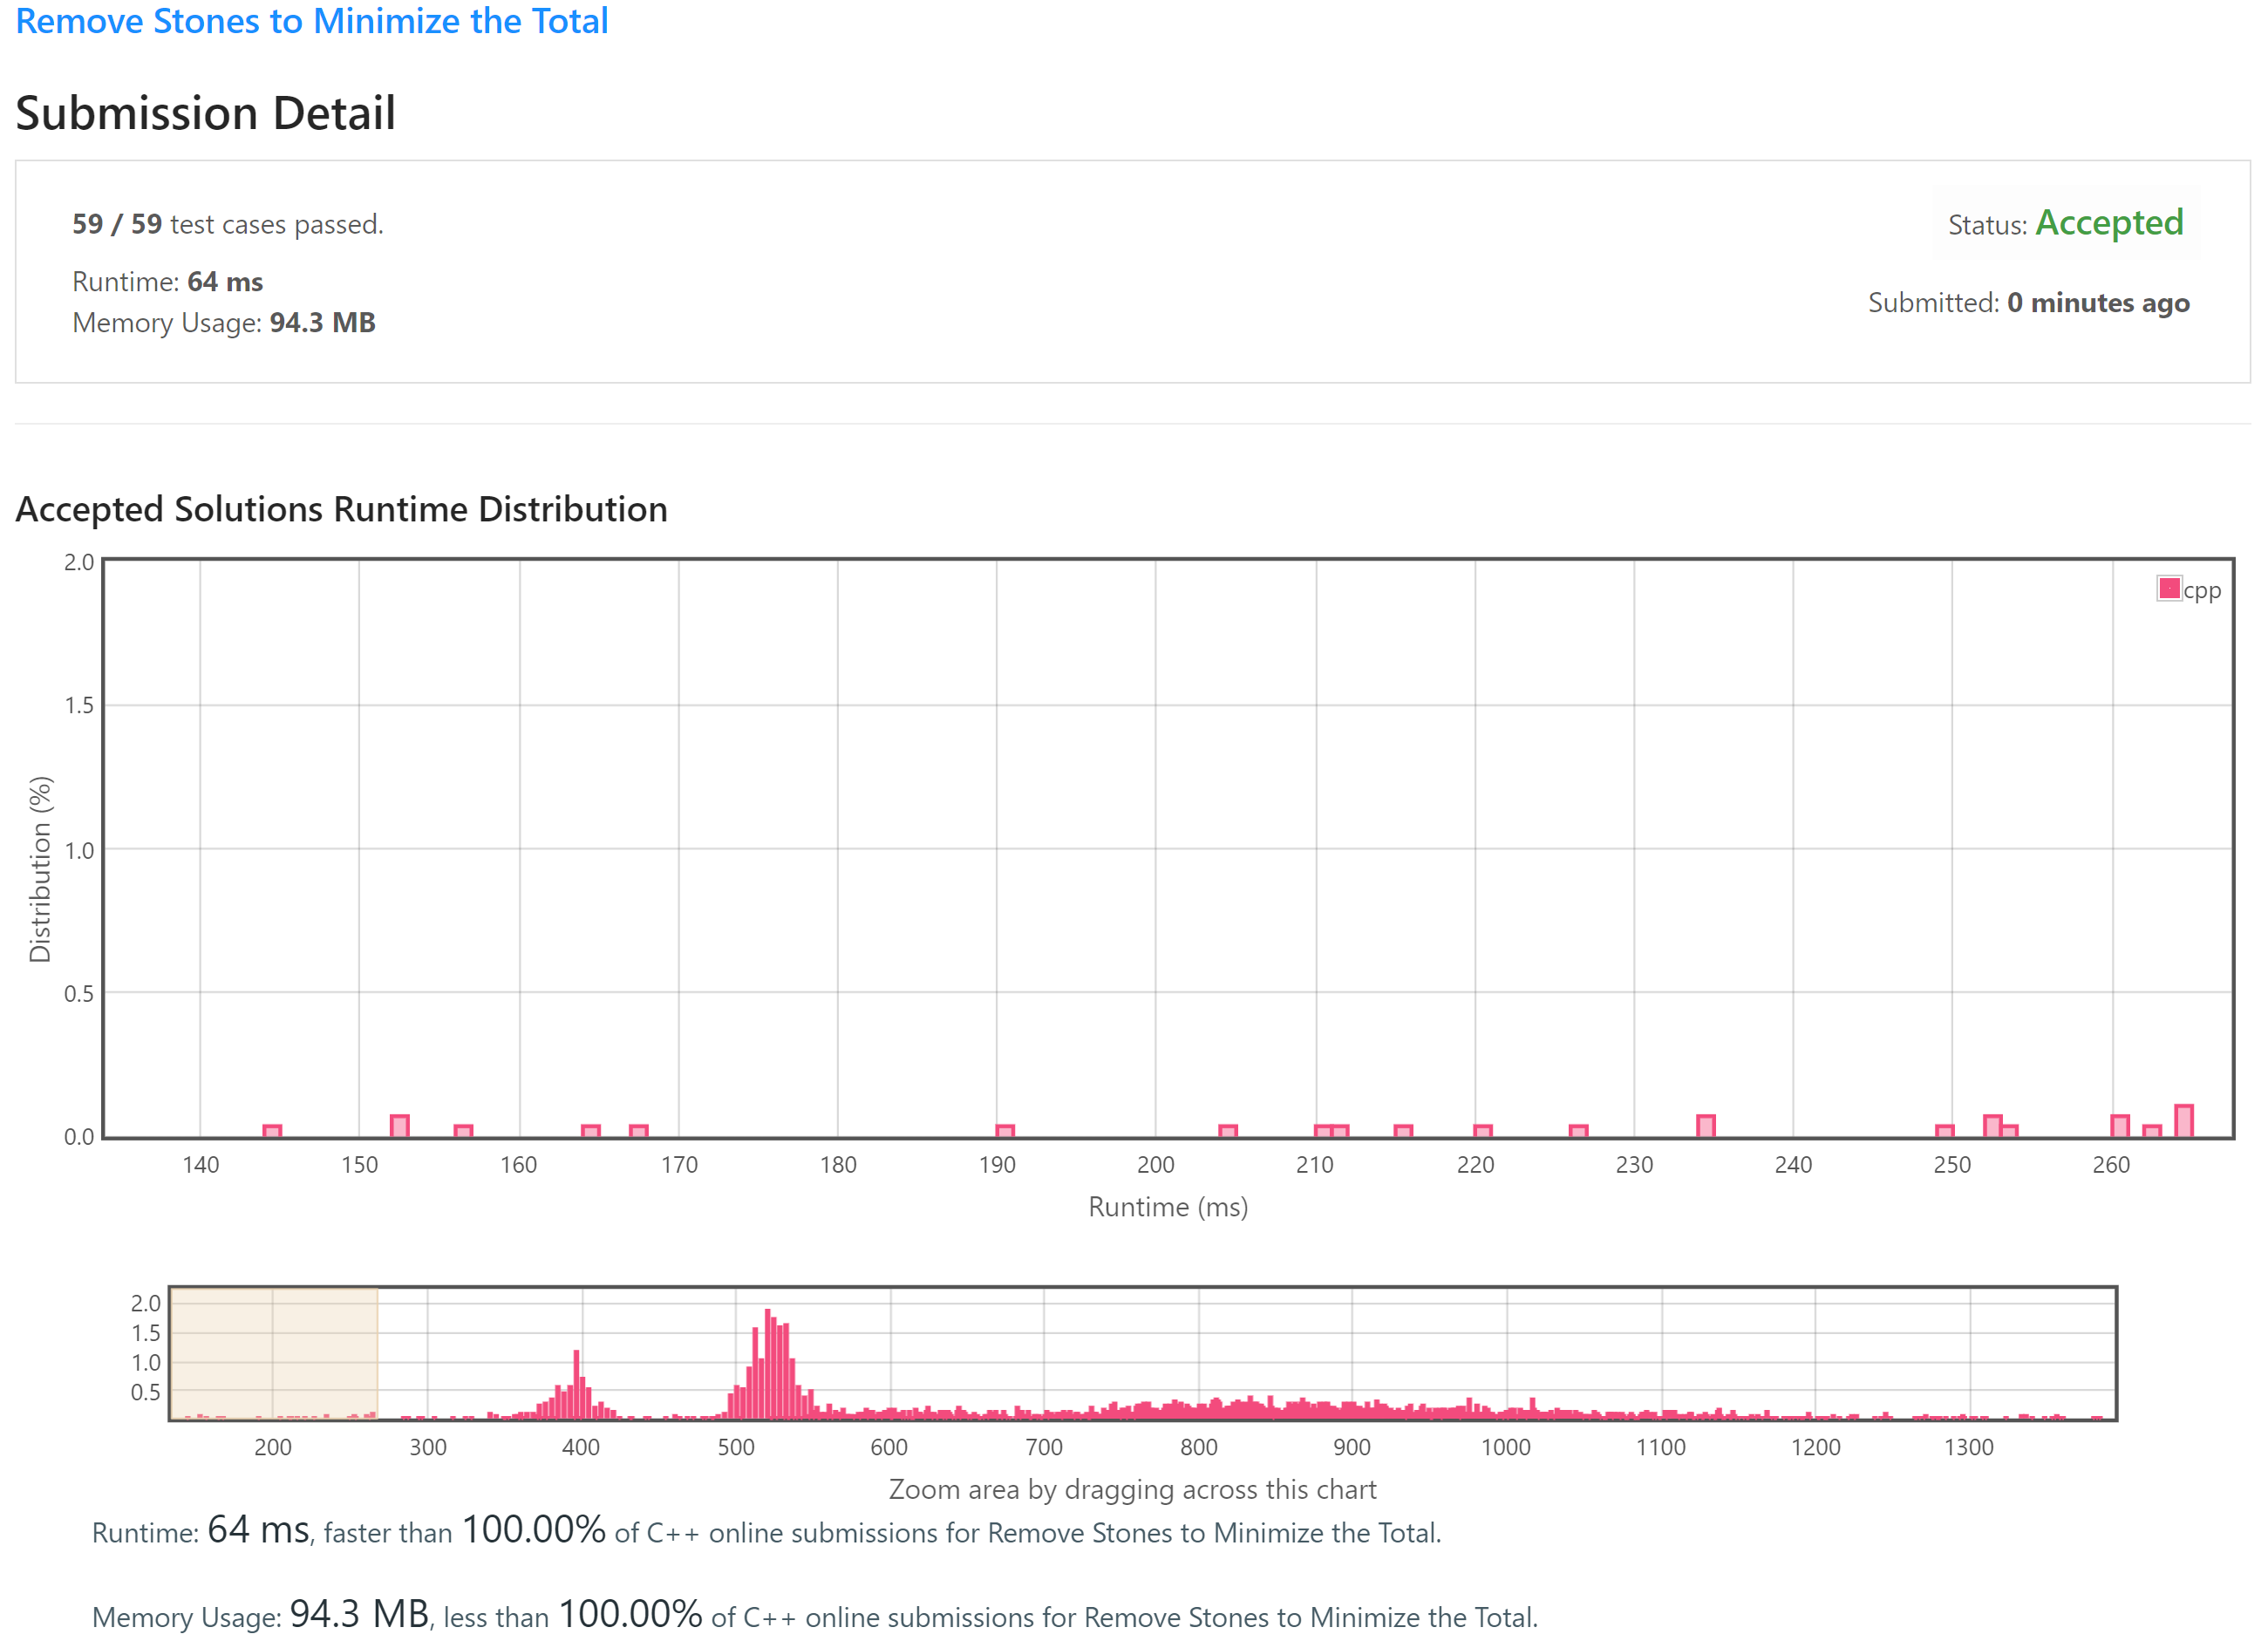 Remove Stones to Minimize the Total
Submission Detail
59 / 59 test cases passed.
Status: Accepted
Runtime: 64 ms
Submitted: 0 minutes ago
Memory Usage: 94.3 MB
Accepted Solutions Runtime Distribution
2.0
cpp
1.5
1.0
0.5
0.0
Distribution (%)
140 150 160 170 180 190 200 210 220 230 240 250 260
Runtime (ms)
2.0
1.5
1.0
0.5
200 300 400 500 600 700 800 900 1000 1100 1200 1300
Zoom area by dragging across this chart
Runtime: 64 ms, faster than 100.00% of C++ online submissions for Remove Stones to Minimize the Total.
Memory Usage: 94.3 MB, less than 100.00% of C++ online submissions for Remove Stones to Minimize the Total.